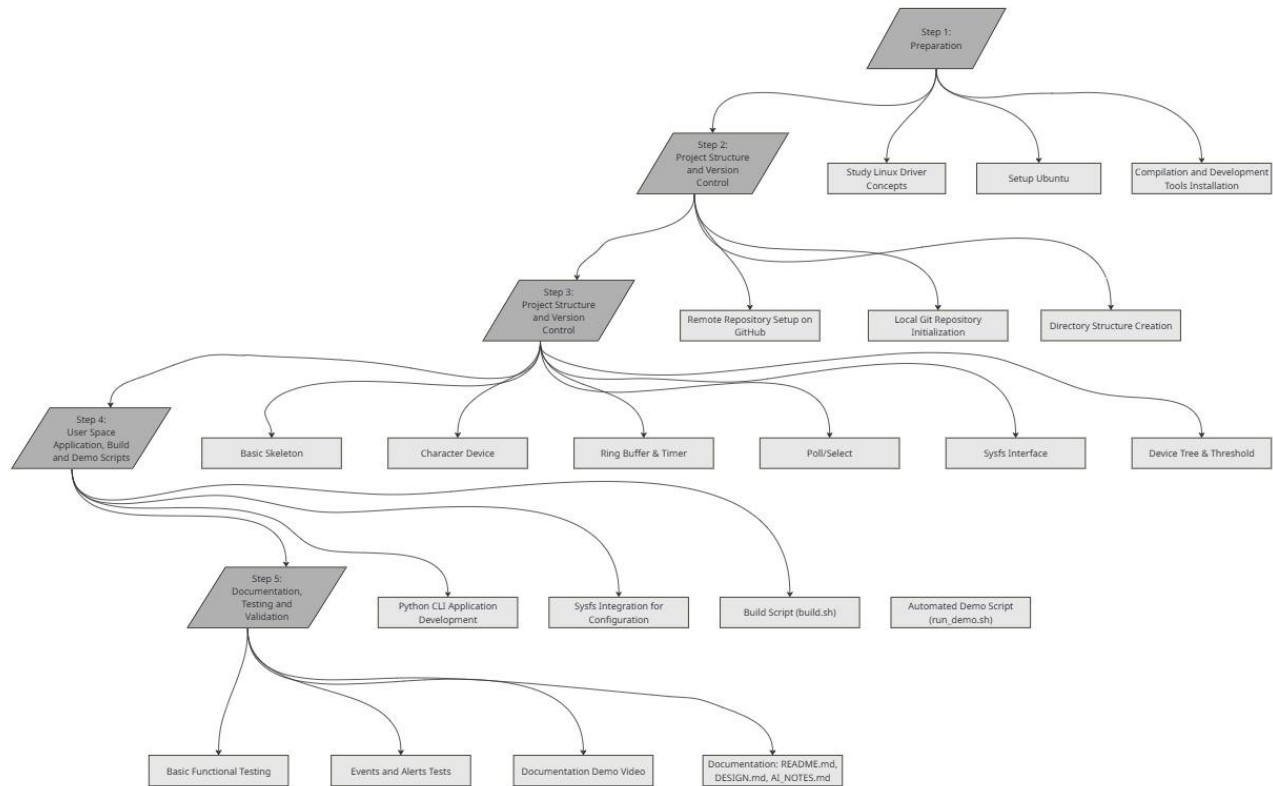 Step 1:
Preparation
Step 2:
Project Structure
and Version
Control
Study Linux Driver
Concepts
Setup Ubuntu
Compilation and Development
Tools Installation
Step 3:
Project Structure
and Version
Control
Remote Repository Setup on
GitHub
Local Git Repository
Initialization
Directory Structure Creation
Step 4:
User Space
Application, Build
and Demo Scripts
Basic Skeleton
Character Device
Ring Buffer & Timer
Poll/Select
Sysfs Interface
Device Tree & Threshold
Step 5:
Documentation,
Testing and
Validation
Python CLI Application
Development
Sysfs Integration for
Configuration
Build Script (build.sh)
Automated Demo Script
(run_demo.sh)
Basic Functional Testing
Events and Alerts Tests
Documentation Demo Video
Documentation: README.md,
DESIGN.md, AI_NOTES.md